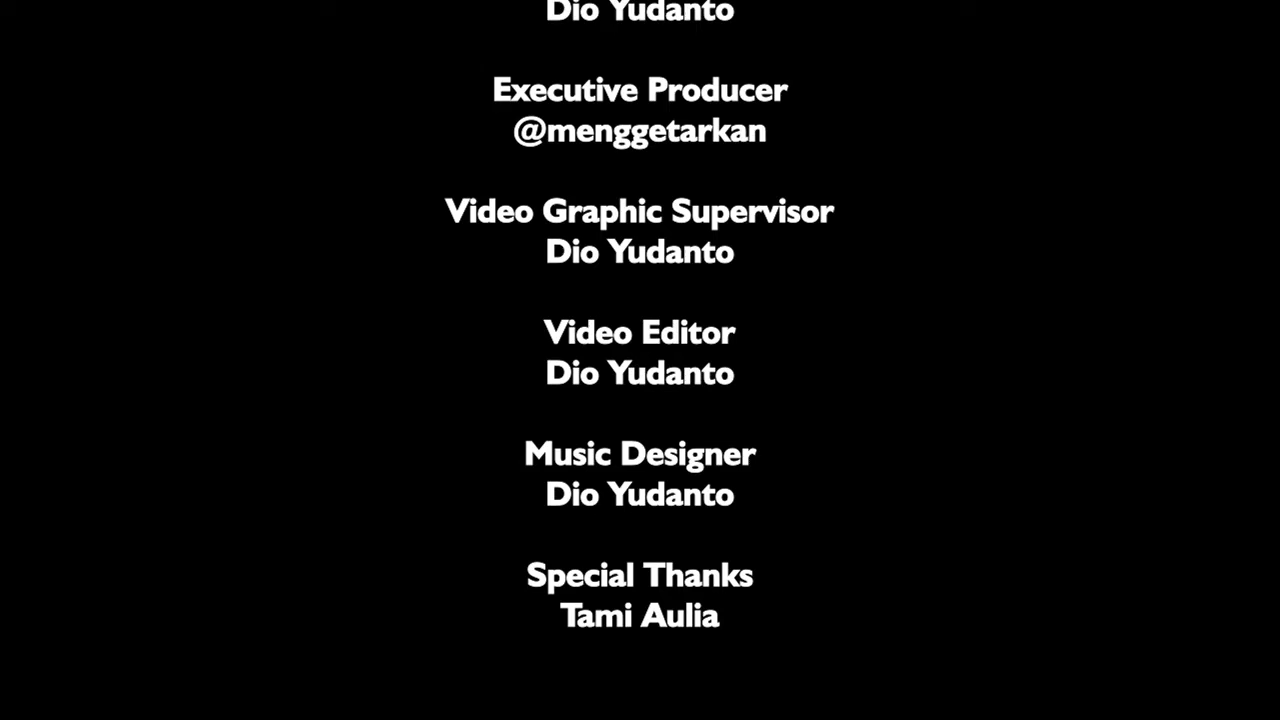 Dio Yudanto
Executive Producer
@menggetarkan
Video Graphic Supervisor
Dio Yudanto
Video Editor
Dio Yudanto
Music Designer
Dio Yudanto
Special Thanks
Tami Aulia